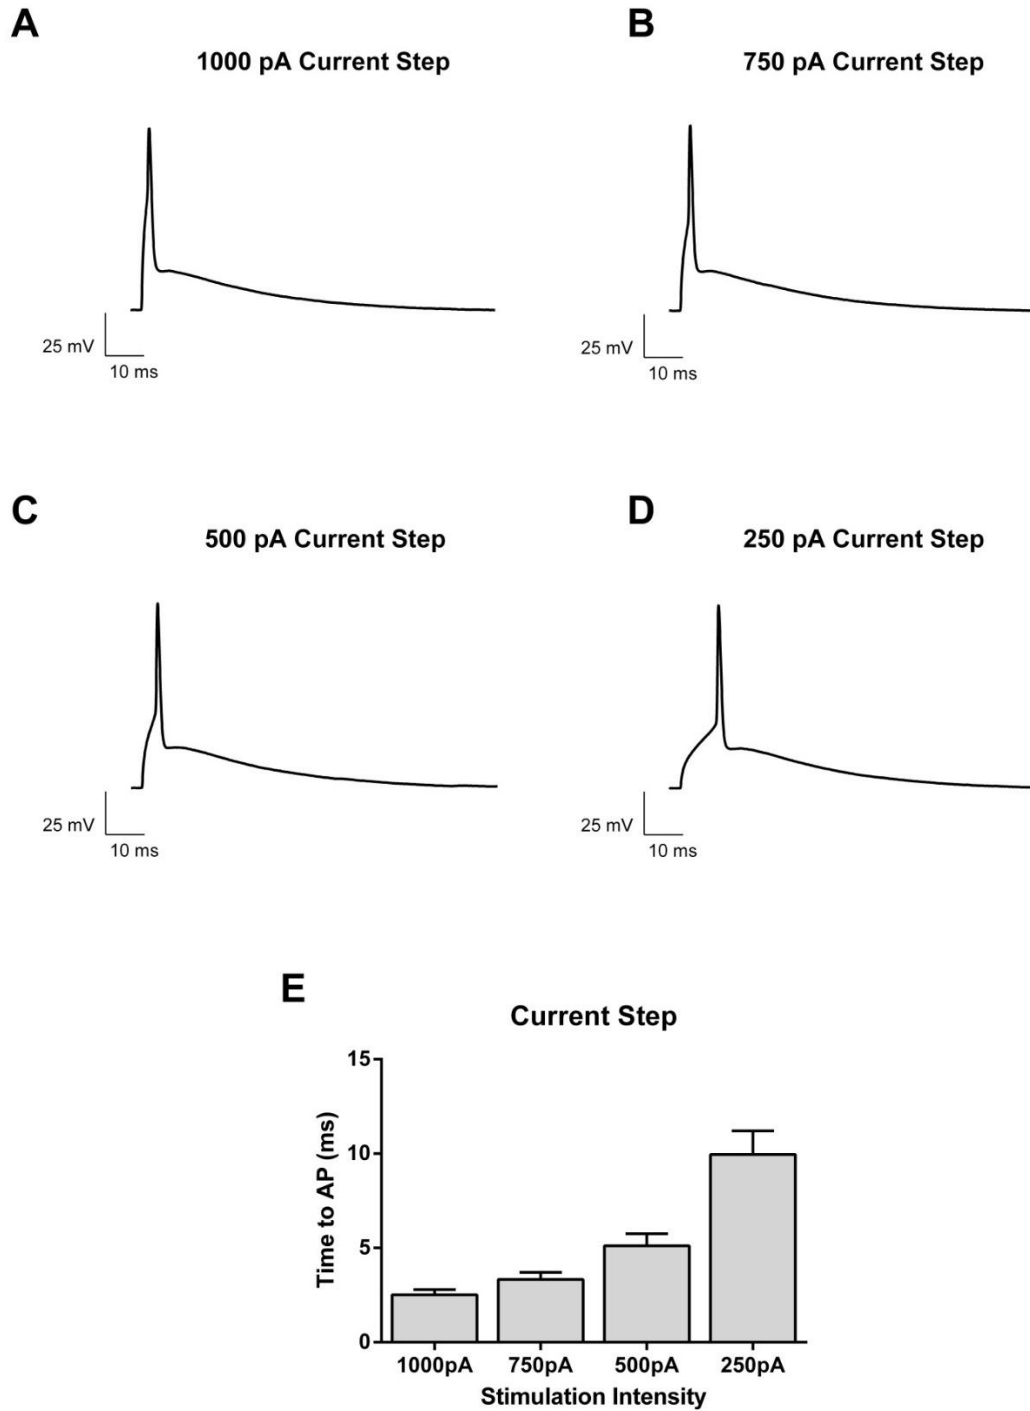 A
1000 pA Current Step
25 mV
10 ms
B
750 pA Current Step
25 mV
10 ms
C
500 pA Current Step
25 mV
10 ms
D
250 pA Current Step
25 mV
10 ms
E
Current Step
Time to AP (ms)
15
10
5
0
1000pA 750pA 500pA 250pA
Stimulation Intensity